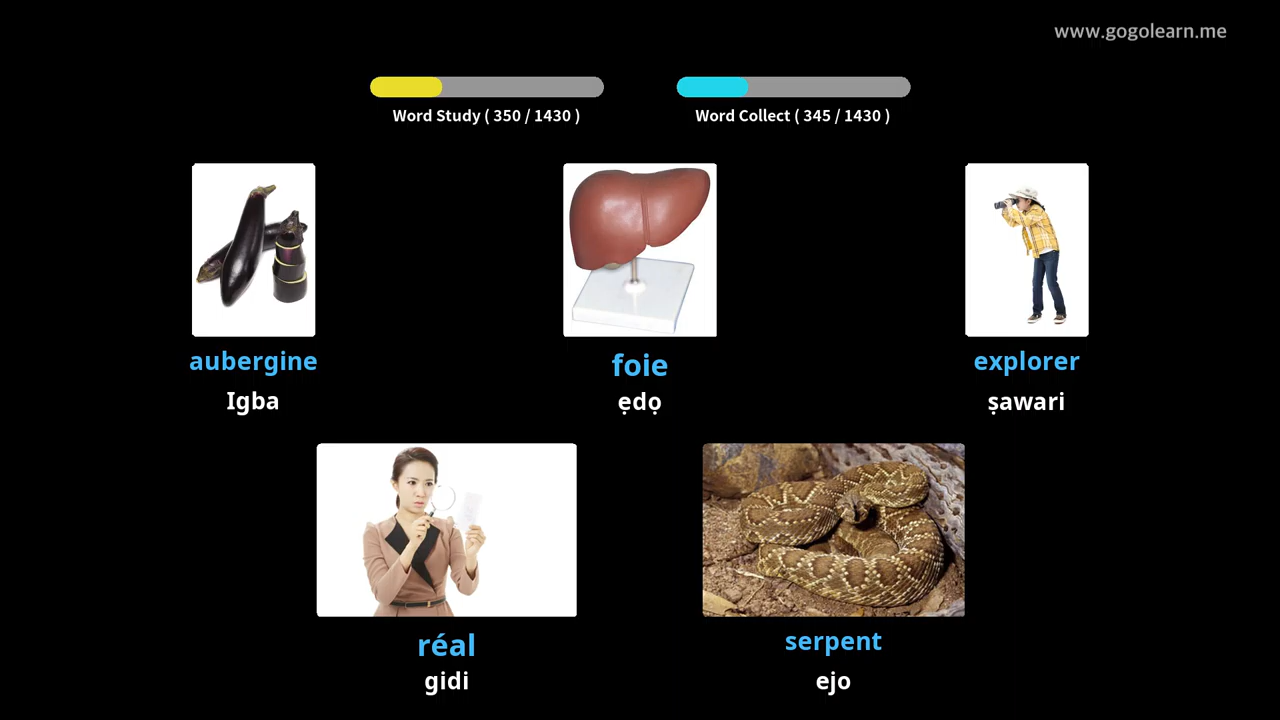 www.gogolearn.me
Word Study ( 350 / 1430 )
Word Collect ( 345 / 1430 )
aubergine
Igba
foie
ẹdọ
explorer
ṣawari
réal
gidi
serpent
ejo